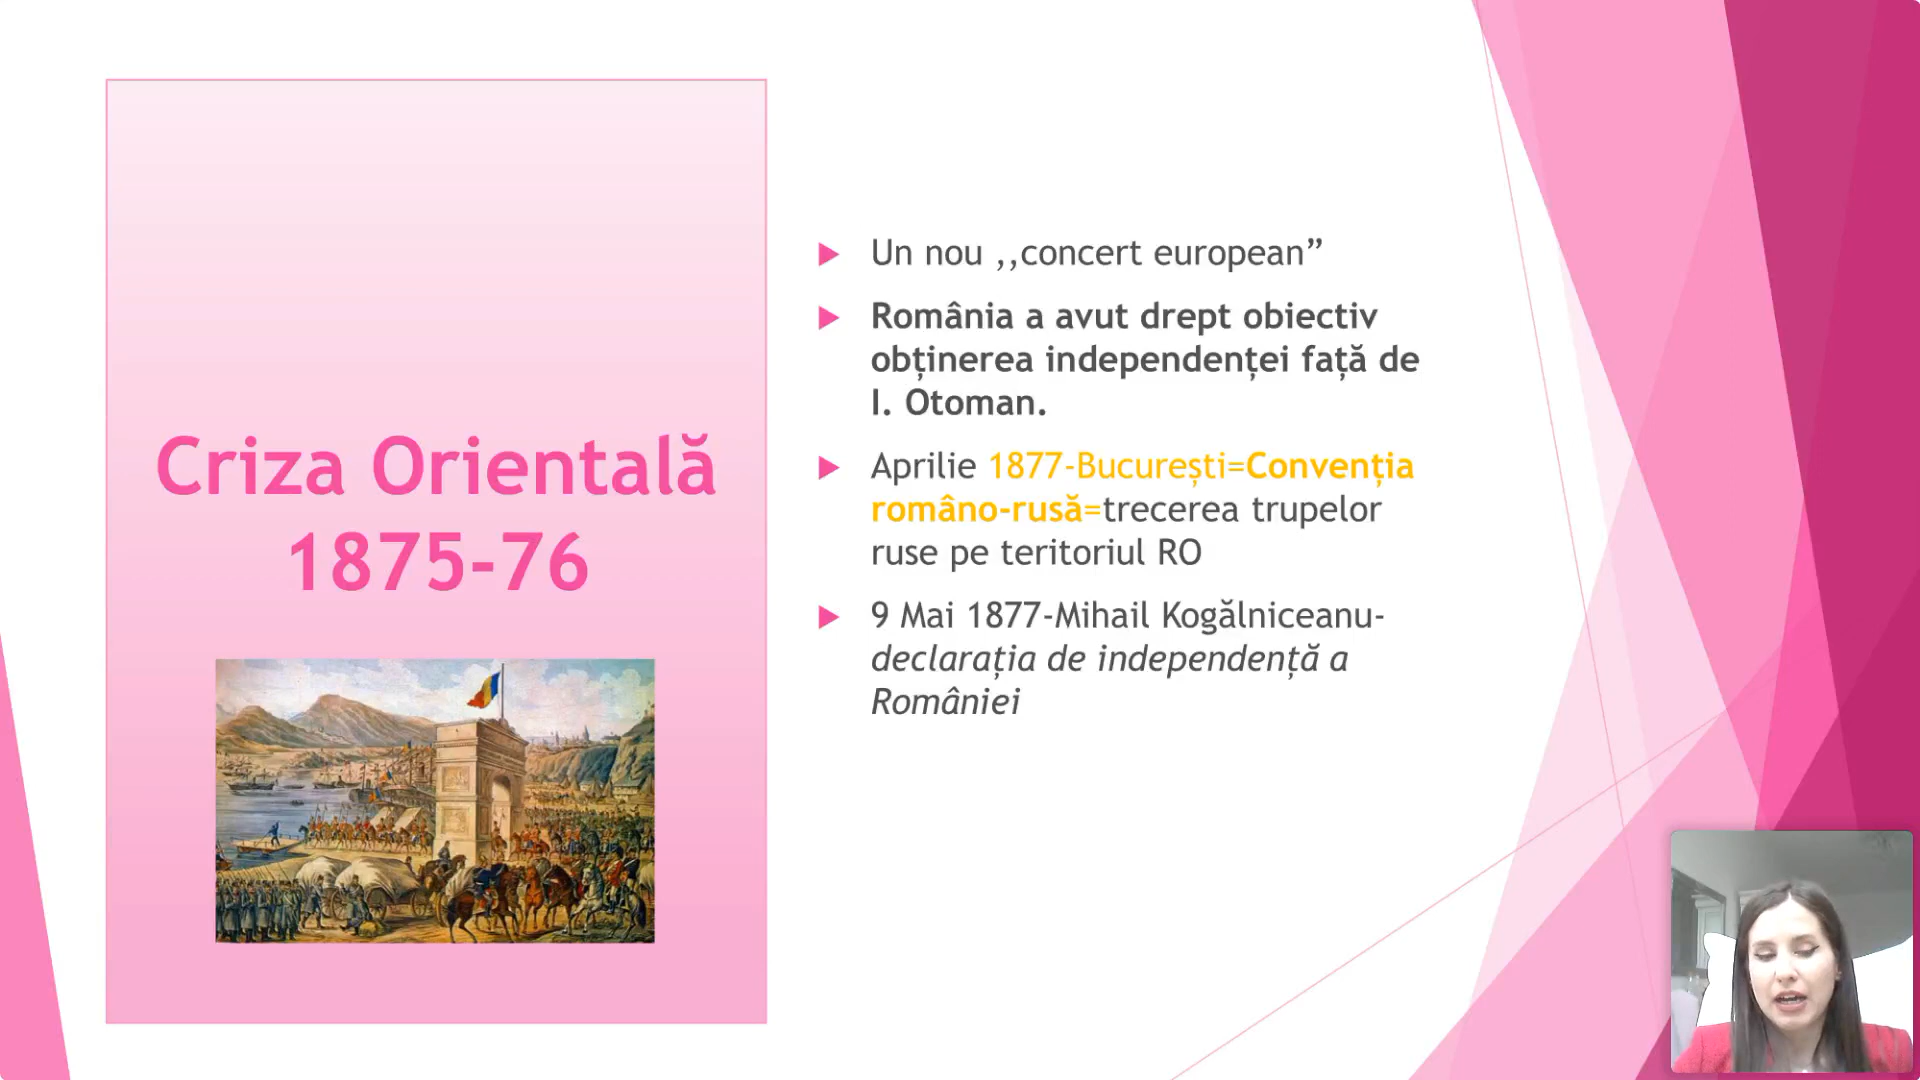 Criza Orientală
1875-76
Un nou ,,concert european”
România a avut drept obiectiv
obținerea independenței față de
I. Otoman.
Aprilie 1877-București=Convenția
româno-rusă=trecerea trupelor
ruse pe teritoriul RO
9 Mai 1877-Mihail Kogălniceanu-
declarația de independență a
României